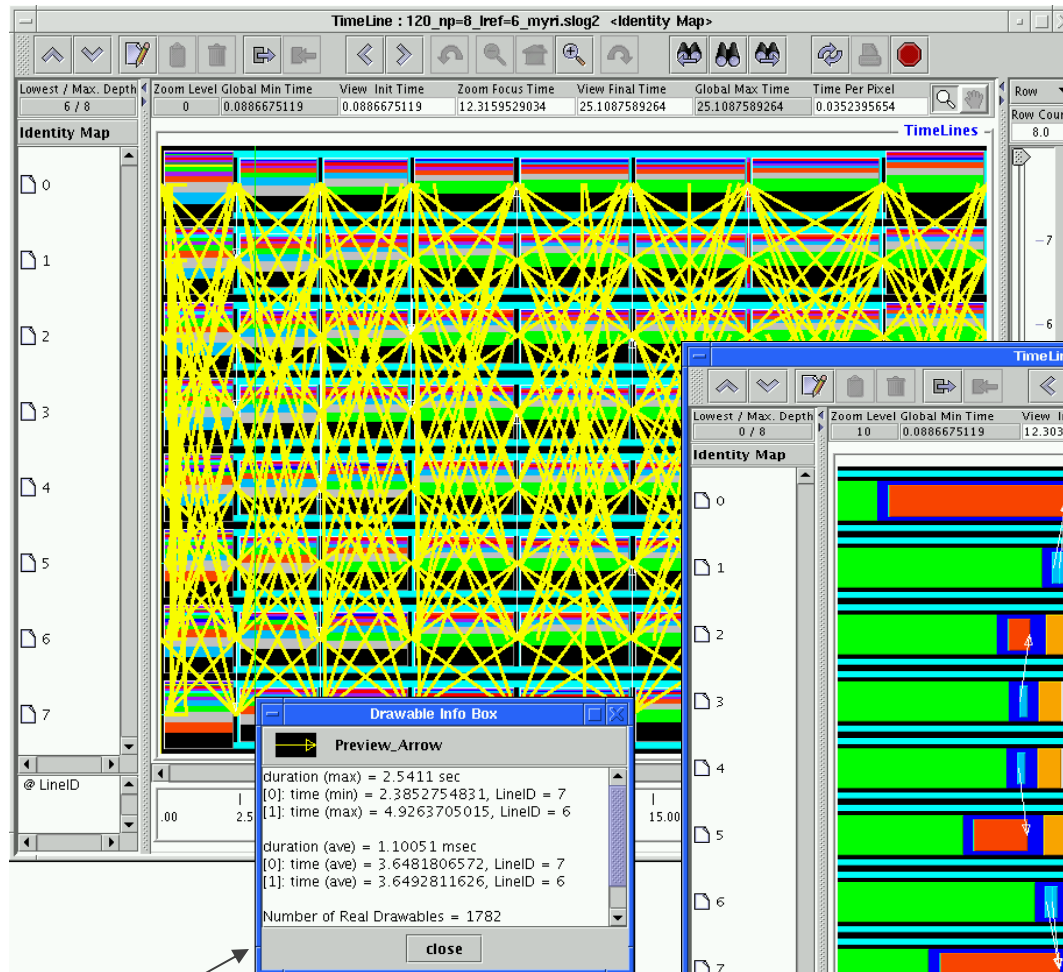 TimeLine : 120_np=8_lref=6_myri.slog2 <Identity Map>
Lowest / Max. Depth
6 / 8
Zoom Level
0
Global Min Time
0.0886675119
View Init Time
0.0886675119
Zoom Focus Time
12.3159529034
View Final Time
25.1087589264
Global Max Time
25.1087589264
Time Per Pixel
0.0352395654
Row
Row Coun
8.0
Identity Map
TimeLines
0
1
2
3
4
5
6
7
7
6
@ LineID
.00
2.5
15.00
TimeLi
Lowest / Max. Depth
0 / 8
Zoom Level
10
Global Min Time
0.0886675119
View I
12.303
Identity Map
0
1
2
3
4
5
6
7
Drawable Info Box
Preview_Arrow
duration (max) = 2.5411 sec
[0]: time (min) = 2.3852754831, LineID = 7
[1]: time (max) = 4.9263705015, LineID = 6
duration (ave) = 1.10051 msec
[0]: time (ave) = 3.6481806572, LineID = 7
[1]: time (ave) = 3.6492811626, LineID = 6
Number of Real Drawables = 1782
close